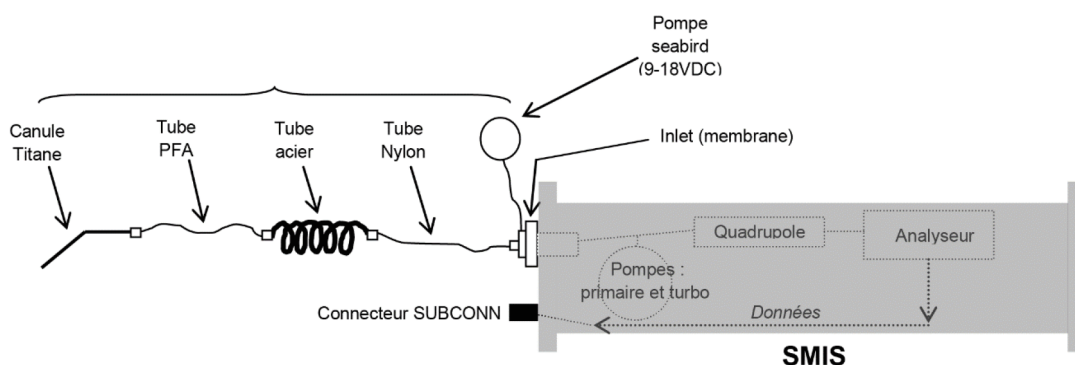 Pompe
seabird
(9-18VDC)
Canule
Titane
Tube
PFA
Tube
acier
Tube
Nylon
Inlet (membrane)
Quadrupole
Analyseur
Pompes :
primaire et turbo
Connecteur SUBCONN
Données
SMIS